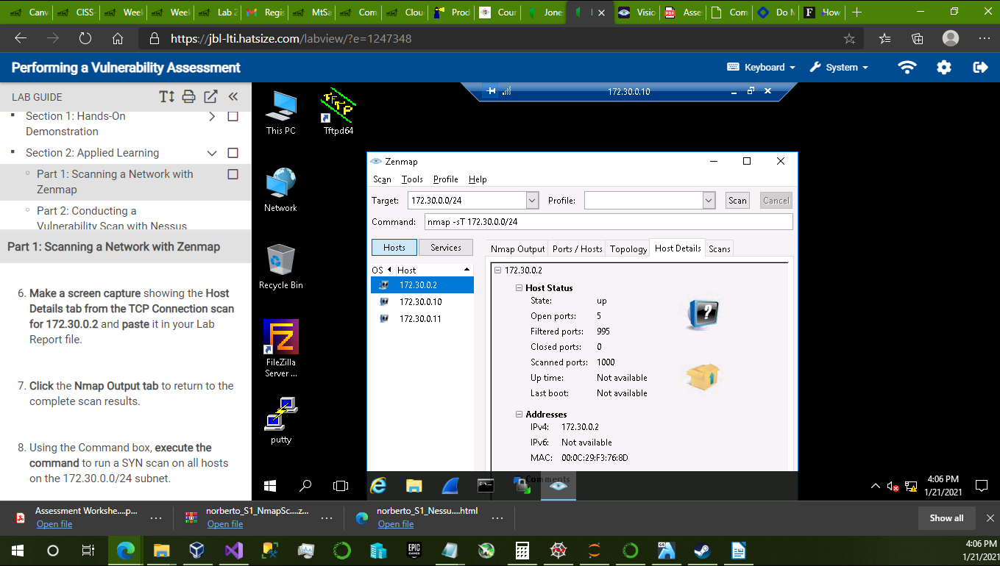 Canv
CISS-
Week
Week
Lab 2
Regis
MtSa
Com
Clou
Prod
Cour
Jone
Visio
Asse
Com
Do M
How
https://jbl-lti.hatsize.com/labview/?e=1247348
Performing a Vulnerability Assessment
Keyboard
System
LAB GUIDE
Section 1: Hands-On
Demonstration
Section 2: Applied Learning
Part 1: Scanning a Network with
Zenmap
Part 2: Conducting a
Vulnerability Scan with Nessus
Part 1: Scanning a Network with Zenmap
6. Make a screen capture showing the Host
Details tab from the TCP Connection scan
for 172.30.0.2 and paste it in your Lab
Report file.
7. Click the Nmap Output tab to return to the
complete scan results.
8. Using the Command box, execute the
command to run a SYN scan on all hosts
on the 172.30.0.0/24 subnet.
172.30.0.10
This PC
TFTP
Tftpd64
Network
Recycle Bin
FZ
FileZilla
Server ...
putty
Zenmap
Scan Tools Profile Help
Target: 172.30.0.0/24 Profile: Scan Cancel
Command: nmap -sT 172.30.0.0/24
Hosts Services
Nmap Output Ports / Hosts Topology Host Details Scans
OS Host
172.30.0.2
172.30.0.10
172.30.0.11
172.30.0.2
Host Status
State: up
Open ports: 5
Filtered ports: 995
Closed ports: 0
Scanned ports: 1000
Up time: Not available
Last boot: Not available
Addresses
IPv4: 172.30.0.2
IPv6: Not available
MAC: 00:0C:29:F3:76:8D
Comments
4:06 PM
1/21/2021
Assessment Workshe....p...
Open file
norberto_S1_NmapSc....z...
Open file
norberto_S1_Nessu....html
Open file
Show all
EPIC
GAMES
4:06 PM
1/21/2021